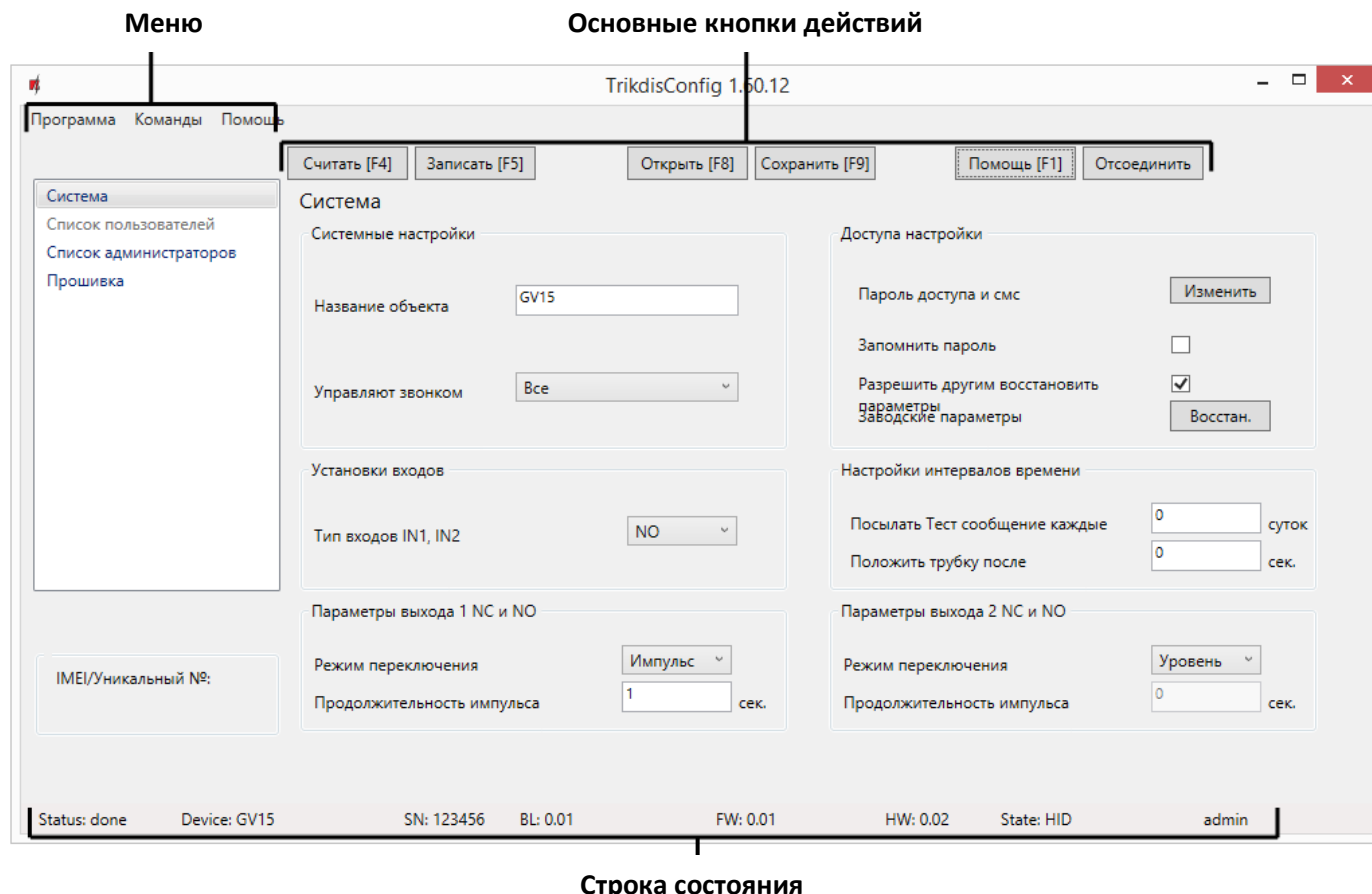 Меню
Основные кнопки действий
TrikdisConfig 1.60.12
Программа Команды Помощь
Считать [F4] Записать [F5] Открыть [F8] Сохранить [F9] Помощь [F1] Отсоединить
Система
Список пользователей
Список администраторов
Прошивка
IMEI/Уникальный №:
Система
Системные настройки
Название объекта GV15
Управляют звонком Все
Доступа настройки
Пароль доступа и смс Изменить
Запомнить пароль
Разрешить другим восстановить
параметры
Заводские параметры Восстан.
Установки входов
Тип входов IN1, IN2 NO
Настройки интервалов времени
Посылать Тест сообщение каждые 0 суток
Положить трубку после 0 сек.
Параметры выхода 1 NC и NO
Режим переключения Импульс
Продолжительность импульса 1 сек.
Параметры выхода 2 NC и NO
Режим переключения Уровень
Продолжительность импульса 0 сек.
Status: done Device: GV15 SN: 123456 BL: 0.01 FW: 0.01 HW: 0.02 State: HID admin
Строка состояния